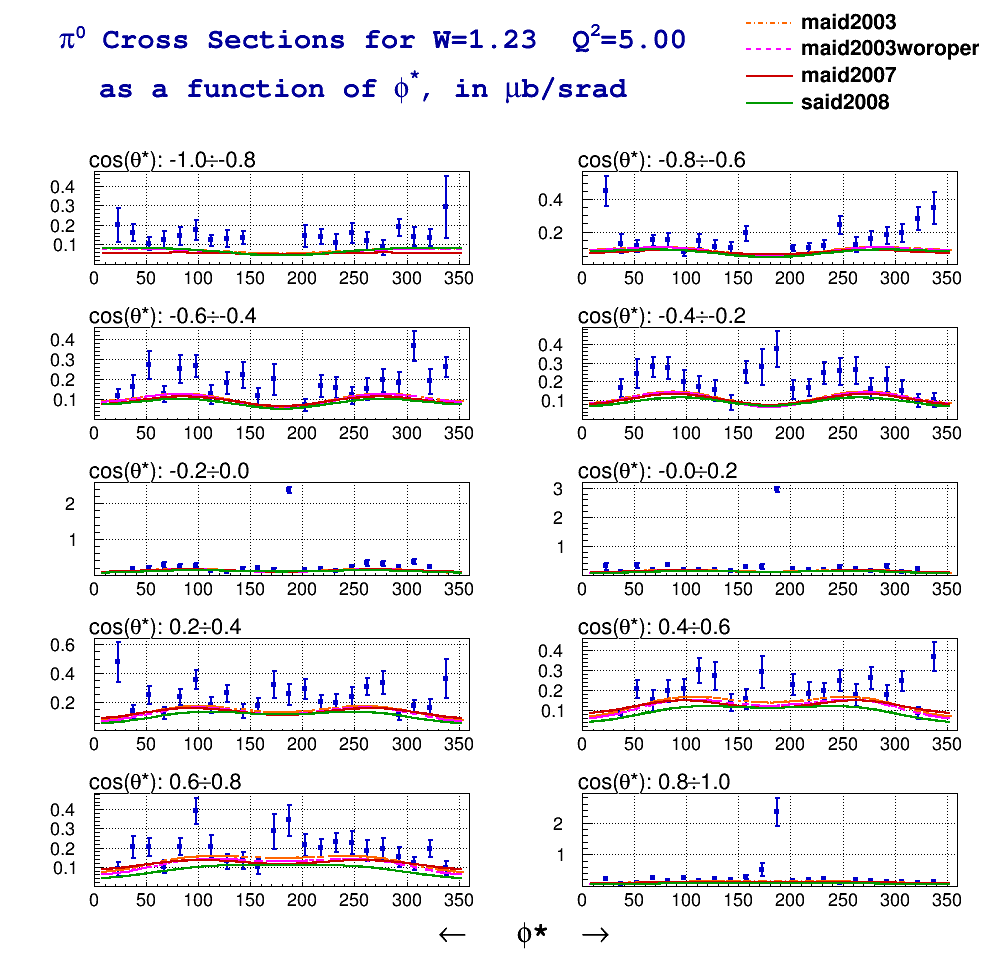 π⁰ Cross Sections for W=1.23 Q²=5.00
as a function of ϕ*, in μb/srad
maid2003
maid2003woroper
maid2007
said2008
cos(θ*): -1.0÷-0.8
0.4
0.3
0.2
0.1
0 50 100 150 200 250 300 350
cos(θ*): -0.8÷-0.6
0.4
0.2
0 50 100 150 200 250 300 350
cos(θ*): -0.6÷-0.4
0.4
0.3
0.2
0.1
0 50 100 150 200 250 300 350
cos(θ*): -0.4÷-0.2
0.4
0.3
0.2
0.1
0 50 100 150 200 250 300 350
cos(θ*): -0.2÷0.0
2
1
0 50 100 150 200 250 300 350
cos(θ*): -0.0÷0.2
3
2
1
0 50 100 150 200 250 300 350
cos(θ*): 0.2÷0.4
0.6
0.4
0.2
0 50 100 150 200 250 300 350
cos(θ*): 0.4÷0.6
0.4
0.3
0.2
0.1
0 50 100 150 200 250 300 350
cos(θ*): 0.6÷0.8
0.4
0.3
0.2
0.1
0 50 100 150 200 250 300 350
cos(θ*): 0.8÷1.0
2
1
0 50 100 150 200 250 300 350
← ϕ* →